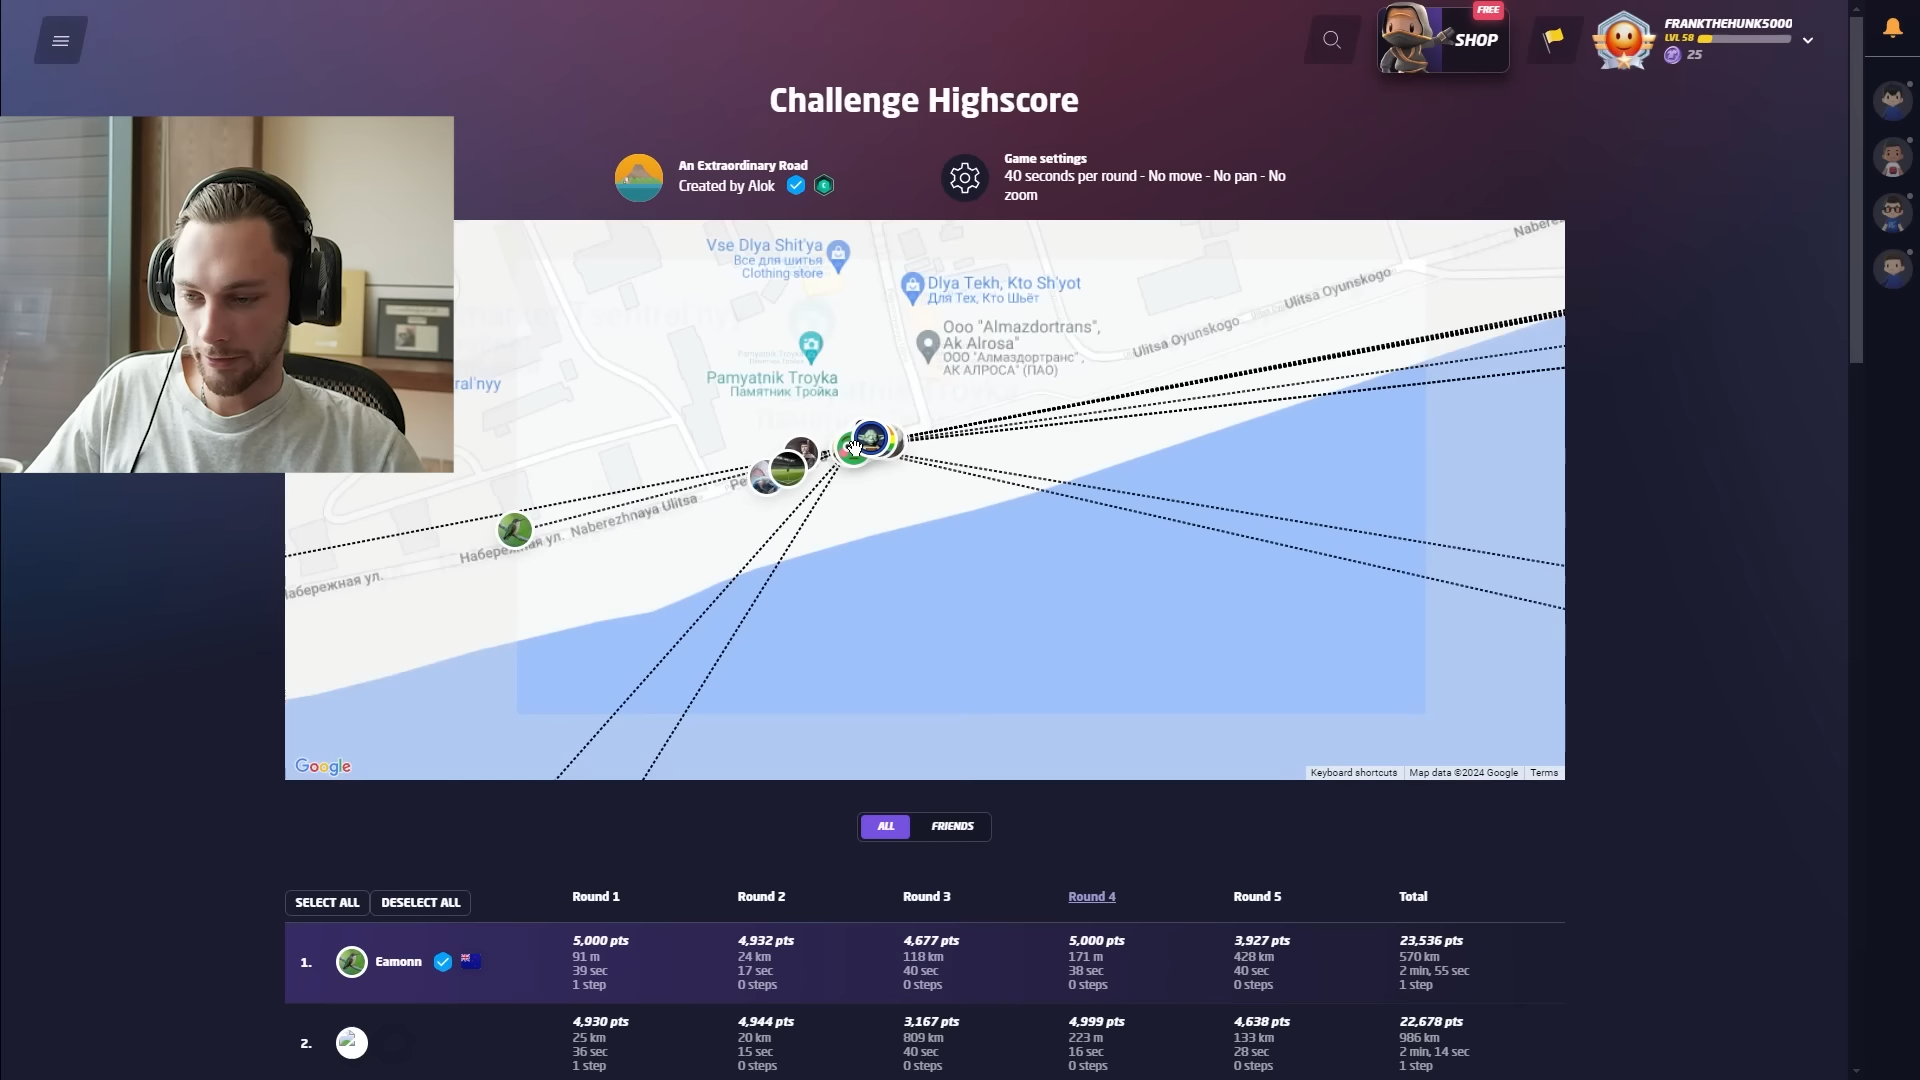 FREE
SHOP
FRANKTHEHUNK5000
LVL 58
25
Challenge Highscore
An Extraordinary Road
Created by Alok
Game settings
40 seconds per round - No move - No pan - No
zoom
Vse Dlya Shit'ya
Все для шитья
Clothing store
Dlya Tekh, Kto Sh'yot
Для Тех, Кто Шьёт
Ooo "Almazdortrans",
Ak Alrosa"
ООО "Алмаздортранс",
АК АЛРОСА" (ПАО)
Ulitsa Oyunskogo
Ulitsa Oyunskogo
Pamyatnik Troyka
Памятник Тройка
ral'nyy
Naberezhnaya Ulitsa
Набережная ул.
абережная ул.
Google
Keyboard shortcuts
Map data ©2024 Google
Terms
ALL
FRIENDS
SELECT ALL
DESELECT ALL
Round 1
Round 2
Round 3
Round 4
Round 5
Total
1.
Eamonn
5,000 pts
91 m
39 sec
1 step
4,932 pts
24 km
17 sec
0 steps
4,677 pts
118 km
40 sec
0 steps
5,000 pts
171 m
38 sec
0 steps
3,927 pts
428 km
40 sec
0 steps
23,536 pts
570 km
2 min, 55 sec
1 step
2.
4,930 pts
25 km
36 sec
1 step
4,944 pts
20 km
15 sec
0 steps
3,167 pts
809 km
40 sec
0 steps
4,999 pts
223 m
16 sec
0 steps
4,638 pts
133 km
28 sec
0 steps
22,678 pts
986 km
2 min, 14 sec
1 step